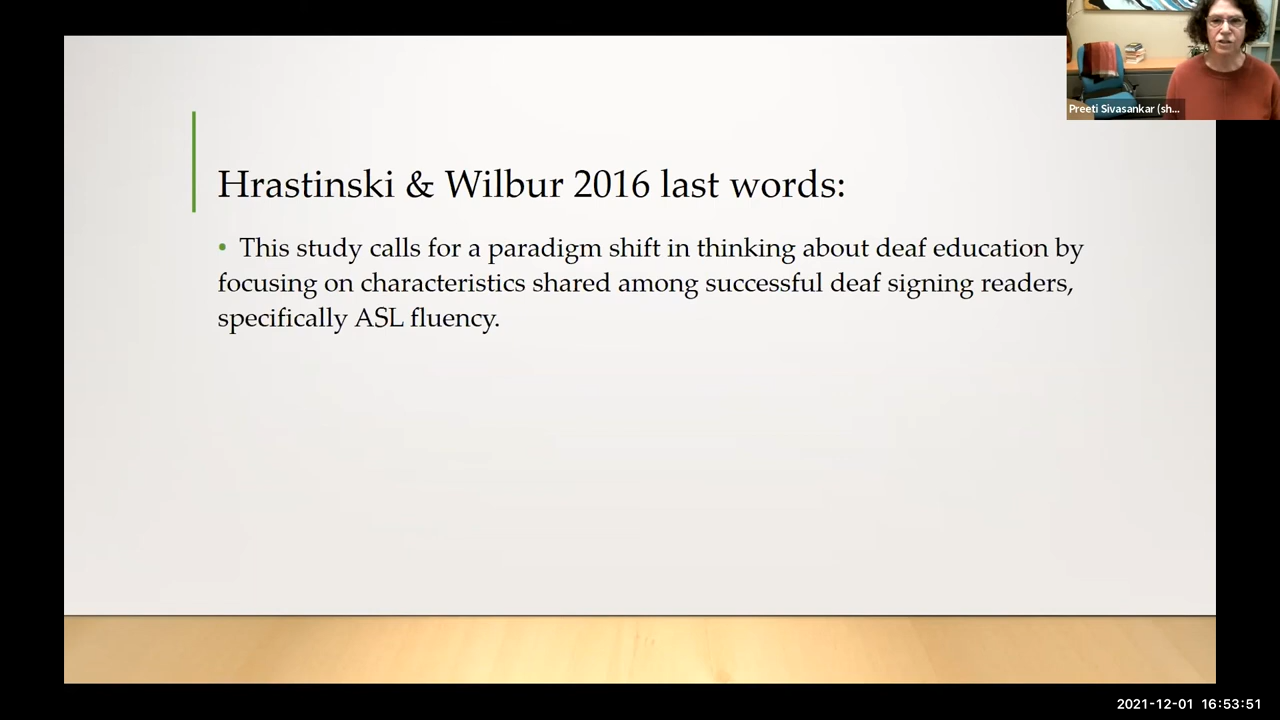 Preeti Sivasankar (sh...
Hrastinski & Wilbur 2016 last words:
• This study calls for a paradigm shift in thinking about deaf education by
focusing on characteristics shared among successful deaf signing readers,
specifically ASL fluency.
2021-12-01 16:53:51